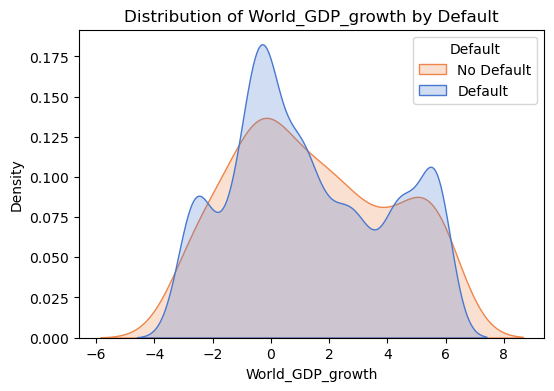 Distribution of World_GDP_growth by Default
Default
No Default
Default
Density
0.175
0.150
0.125
0.100
0.075
0.050
0.025
0.000
−6 −4 −2 0 2 4 6 8
World_GDP_growth